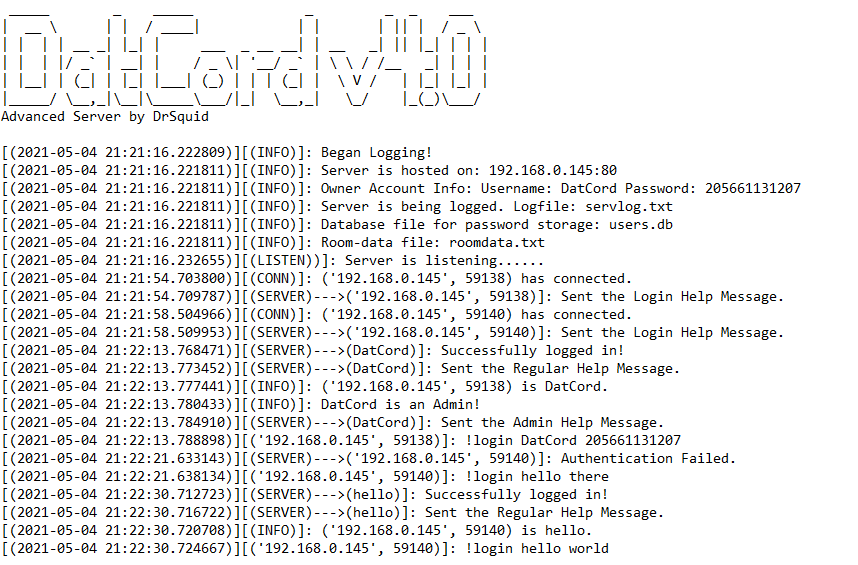 DatCord v4.0
Advanced Server by DrSquid
[(2021-05-04 21:21:16.222809)][(INFO)]: Began Logging!
[(2021-05-04 21:21:16.221811)][(INFO)]: Server is hosted on: 192.168.0.145:80
[(2021-05-04 21:21:16.221811)][(INFO)]: Owner Account Info: Username: DatCord Password: 205661131207
[(2021-05-04 21:21:16.221811)][(INFO)]: Server is being logged. Logfile: servlog.txt
[(2021-05-04 21:21:16.221811)][(INFO)]: Database file for password storage: users.db
[(2021-05-04 21:21:16.221811)][(INFO)]: Room-data file: roomdata.txt
[(2021-05-04 21:21:16.232655)][(LISTEN))]: Server is listening......
[(2021-05-04 21:21:54.703800)][(CONN)]: ('192.168.0.145', 59138) has connected.
[(2021-05-04 21:21:54.709787)][(SERVER)--->('192.168.0.145', 59138)]: Sent the Login Help Message.
[(2021-05-04 21:21:58.504966)][(CONN)]: ('192.168.0.145', 59140) has connected.
[(2021-05-04 21:21:58.509953)][(SERVER)--->('192.168.0.145', 59140)]: Sent the Login Help Message.
[(2021-05-04 21:22:13.768471)][(SERVER)--->(DatCord)]: Successfully logged in!
[(2021-05-04 21:22:13.773452)][(SERVER)--->(DatCord)]: Sent the Regular Help Message.
[(2021-05-04 21:22:13.777441)][(INFO)]: ('192.168.0.145', 59138) is DatCord.
[(2021-05-04 21:22:13.780433)][(INFO)]: DatCord is an Admin!
[(2021-05-04 21:22:13.784910)][(SERVER)--->(DatCord)]: Sent the Admin Help Message.
[(2021-05-04 21:22:13.788898)][('192.168.0.145', 59138)]: !login DatCord 205661131207
[(2021-05-04 21:22:21.633143)][(SERVER)--->('192.168.0.145', 59140)]: Authentication Failed.
[(2021-05-04 21:22:21.638134)][('192.168.0.145', 59140)]: !login hello there
[(2021-05-04 21:22:30.712723)][(SERVER)--->(hello)]: Successfully logged in!
[(2021-05-04 21:22:30.716722)][(SERVER)--->(hello)]: Sent the Regular Help Message.
[(2021-05-04 21:22:30.720708)][(INFO)]: ('192.168.0.145', 59140) is hello.
[(2021-05-04 21:22:30.724667)][('192.168.0.145', 59140)]: !login hello world